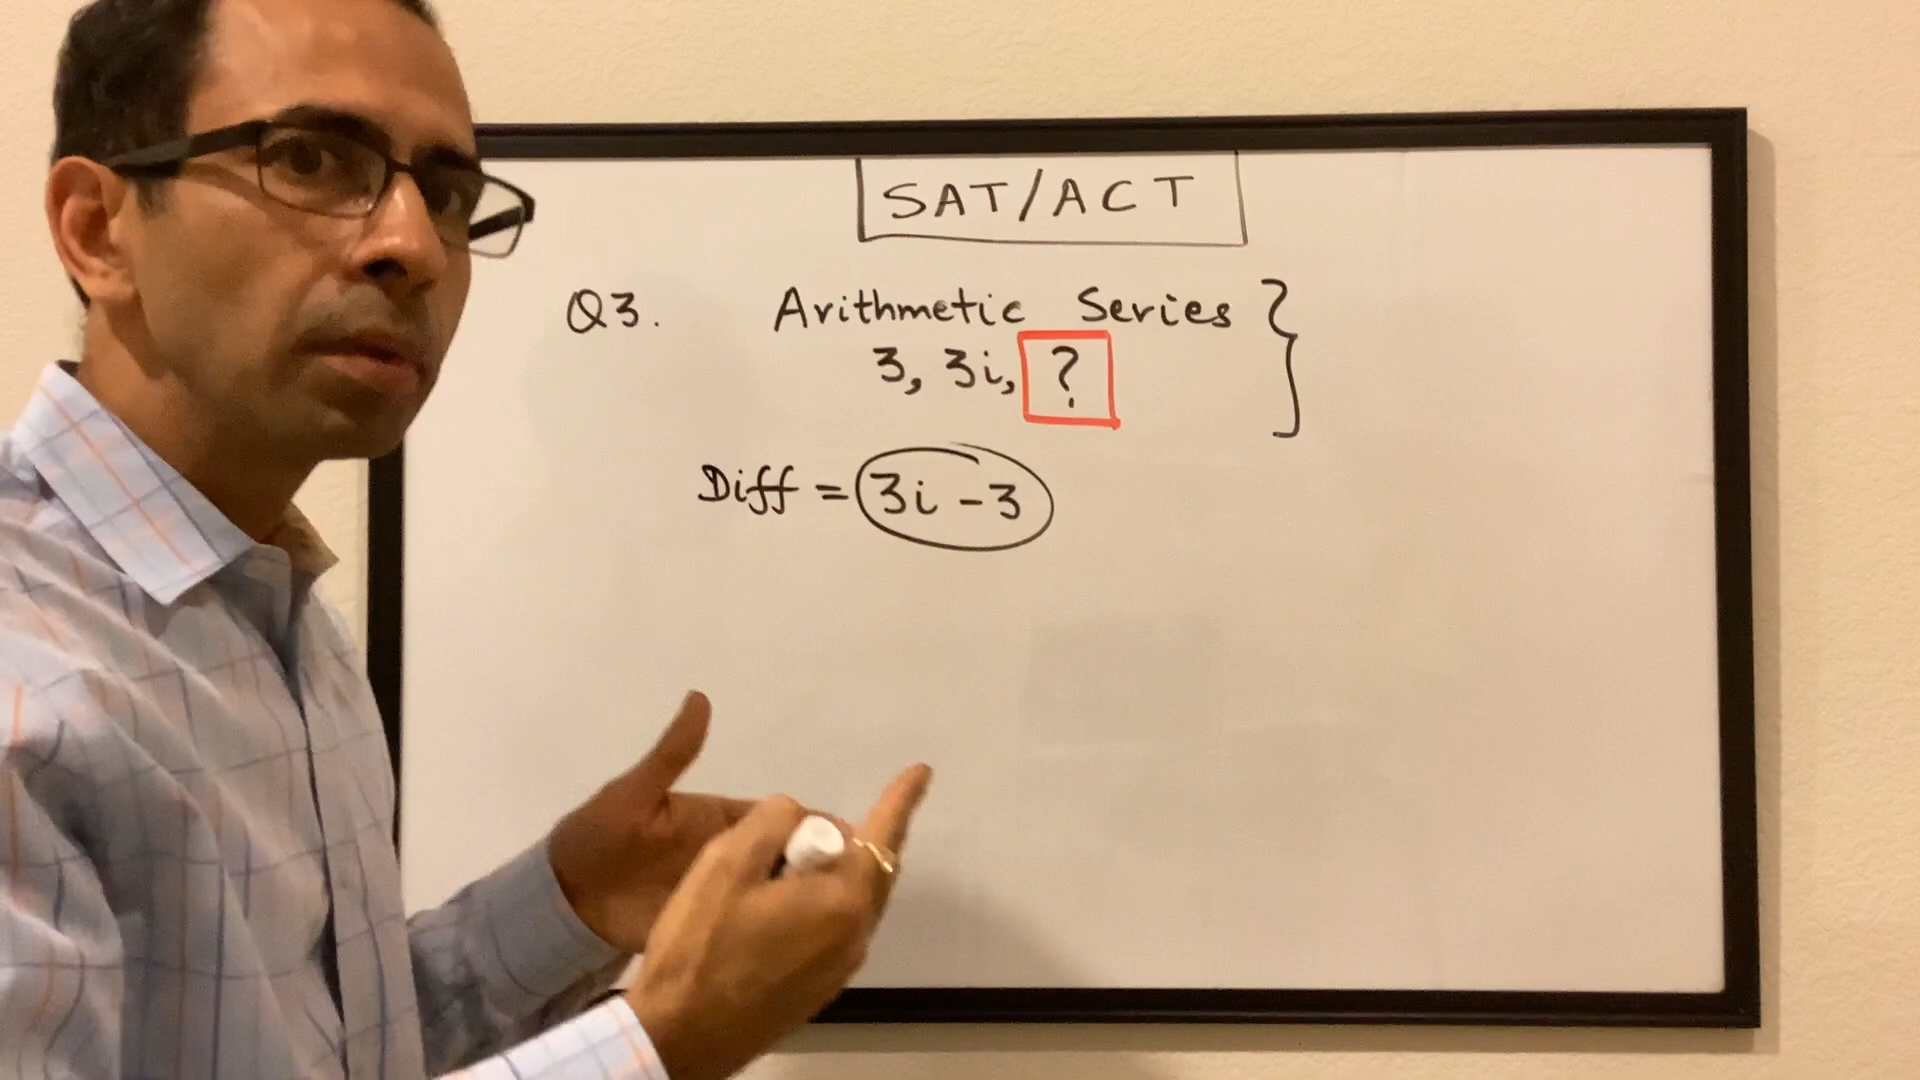 SAT/ACT
Q3. Arithmetic Series }
3, 3i, ?
Diff = 3i - 3